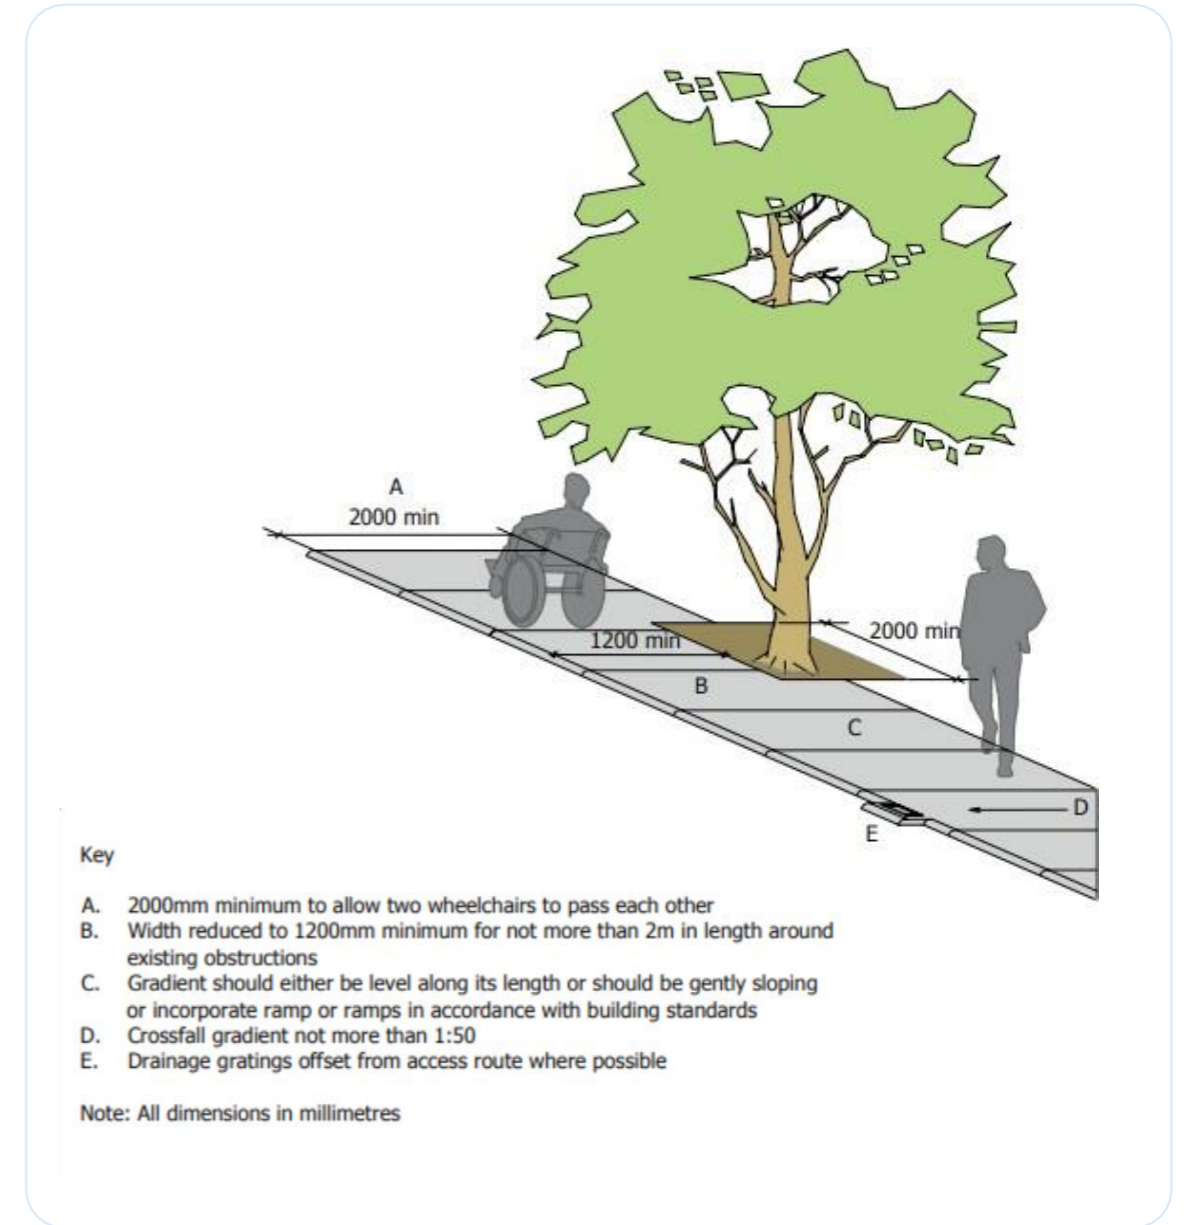 A
2000 min
1200 min
2000 min
B
C
D
E
Key
A. 2000mm minimum to allow two wheelchairs to pass each other
B. Width reduced to 1200mm minimum for not more than 2m in length around
existing obstructions
C. Gradient should either be level along its length or should be gently sloping
or incorporate ramp or ramps in accordance with building standards
D. Crossfall gradient not more than 1:50
E. Drainage gratings offset from access route where possible
Note: All dimensions in millimetres